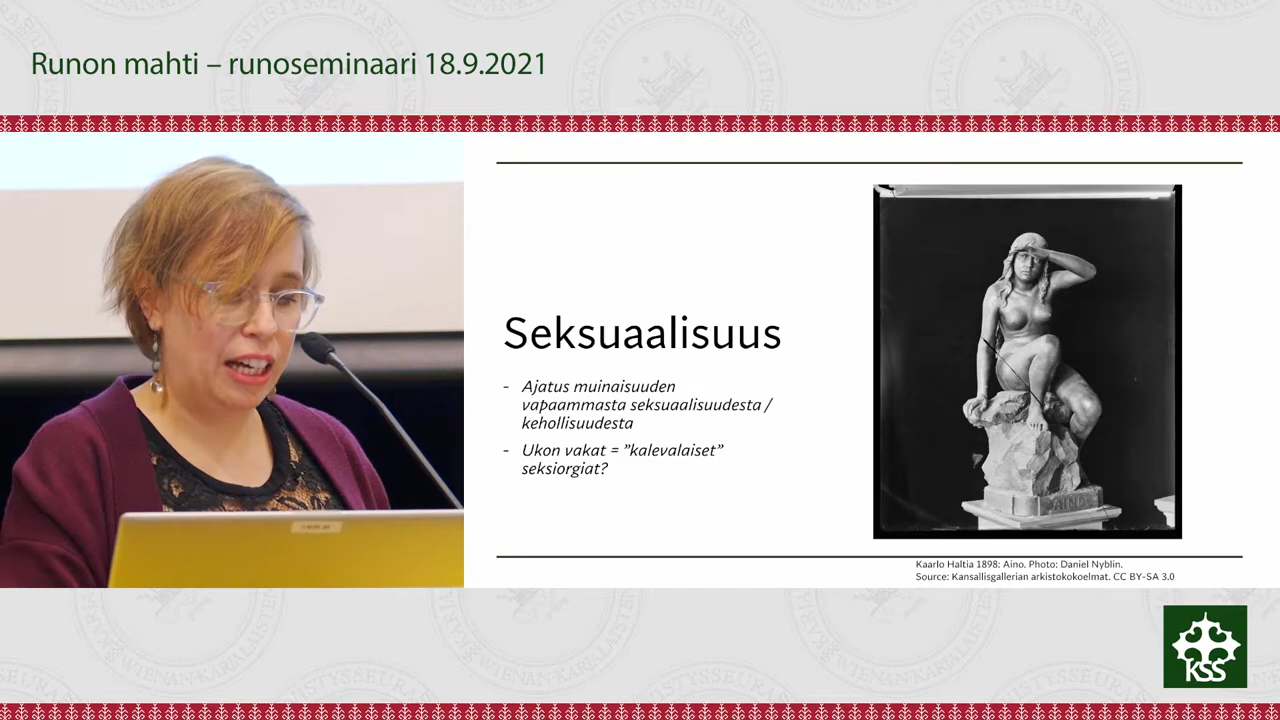 Runon mahti – runoseminaari 18.9.2021
Seksuaalisuus
- Ajatus muinaisuuden
vapaammasta seksuaalisuudesta /
kehollisuudesta
- Ukon vakat = ”kalevalaiset”
seksiorgiat?
AINO
Kaarlo Haltia 1898: Aino. Photo: Daniel Nyblin.
Source: Kansallisgallerian arkistokokoelmat. CC BY-SA 3.0
KSS